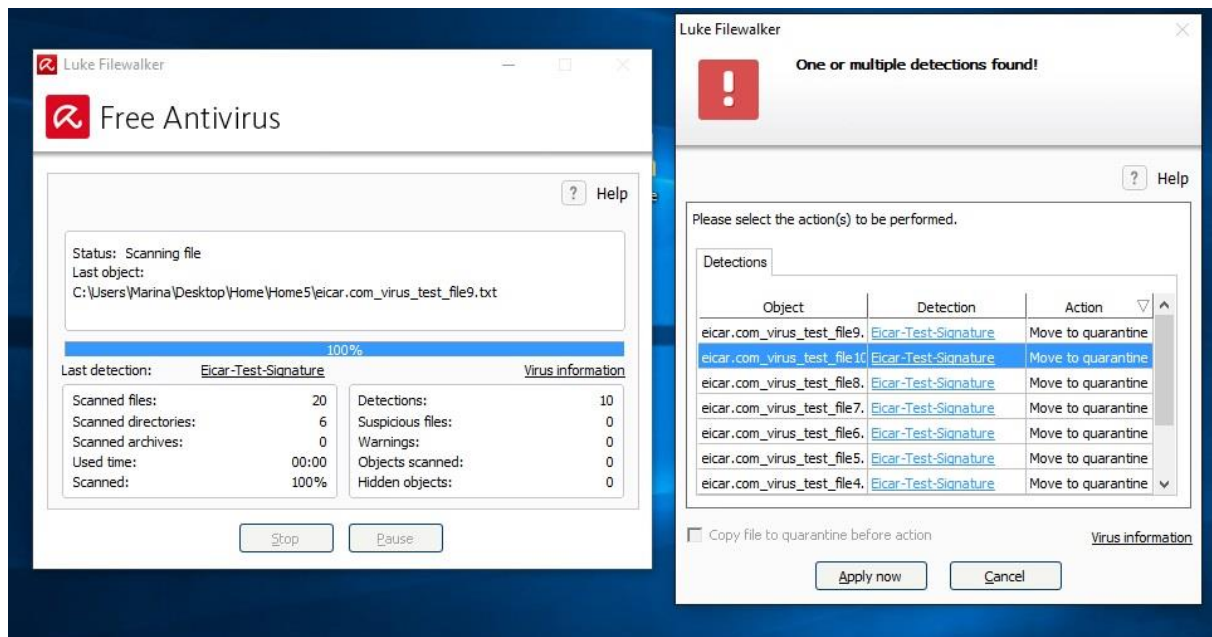 Luke Filewalker
Free Antivirus
? Help
Status: Scanning file
Last object:
C:\Users\Marina\Desktop\Home\Home5\eicar.com_virus_test_file9.txt
100%
Last detection: Eicar-Test-Signature Virus information
Scanned files: 20 Detections: 10
Scanned directories: 6 Suspicious files: 0
Scanned archives: 0 Warnings: 0
Used time: 00:00 Objects scanned: 0
Scanned: 100% Hidden objects: 0
Stop Pause
Luke Filewalker
One or multiple detections found!
? Help
Please select the action(s) to be performed.
Detections
Object Detection Action
eicar.com_virus_test_file9. Eicar-Test-Signature Move to quarantine
eicar.com_virus_test_file10 Eicar-Test-Signature Move to quarantine
eicar.com_virus_test_file8. Eicar-Test-Signature Move to quarantine
eicar.com_virus_test_file7. Eicar-Test-Signature Move to quarantine
eicar.com_virus_test_file6. Eicar-Test-Signature Move to quarantine
eicar.com_virus_test_file5. Eicar-Test-Signature Move to quarantine
eicar.com_virus_test_file4. Eicar-Test-Signature Move to quarantine
Copy file to quarantine before action Virus information
Apply now Cancel